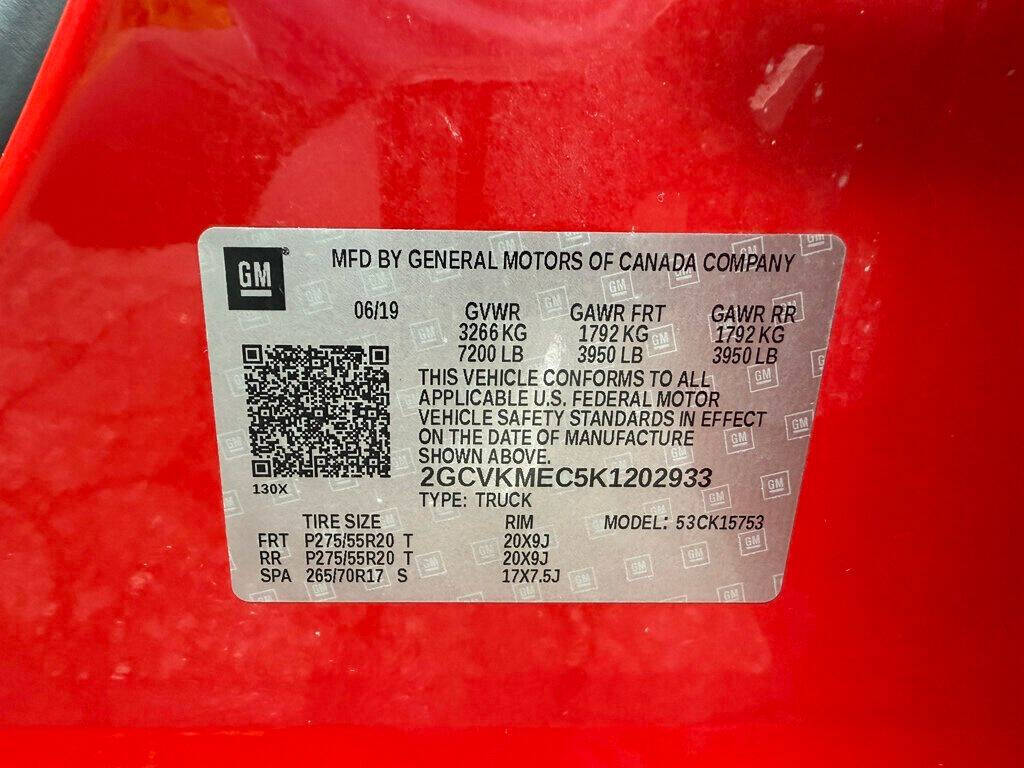 GM MFD BY GENERAL MOTORS OF CANADA COMPANY
06/19 GVWR GAWR FRT GAWR RR
3266 KG 1792 KG 1792 KG
7200 LB 3950 LB 3950 LB
THIS VEHICLE CONFORMS TO ALL
APPLICABLE U.S. FEDERAL MOTOR
VEHICLE SAFETY STANDARDS IN EFFECT
ON THE DATE OF MANUFACTURE
SHOWN ABOVE.
2GCVKMEC5K1202933
130X
TYPE: TRUCK
TIRE SIZE RIM MODEL: 53CK15753
FRT P275/55R20 T 20X9J
RR P275/55R20 T 20X9J
SPA 265/70R17 S 17X7.5J